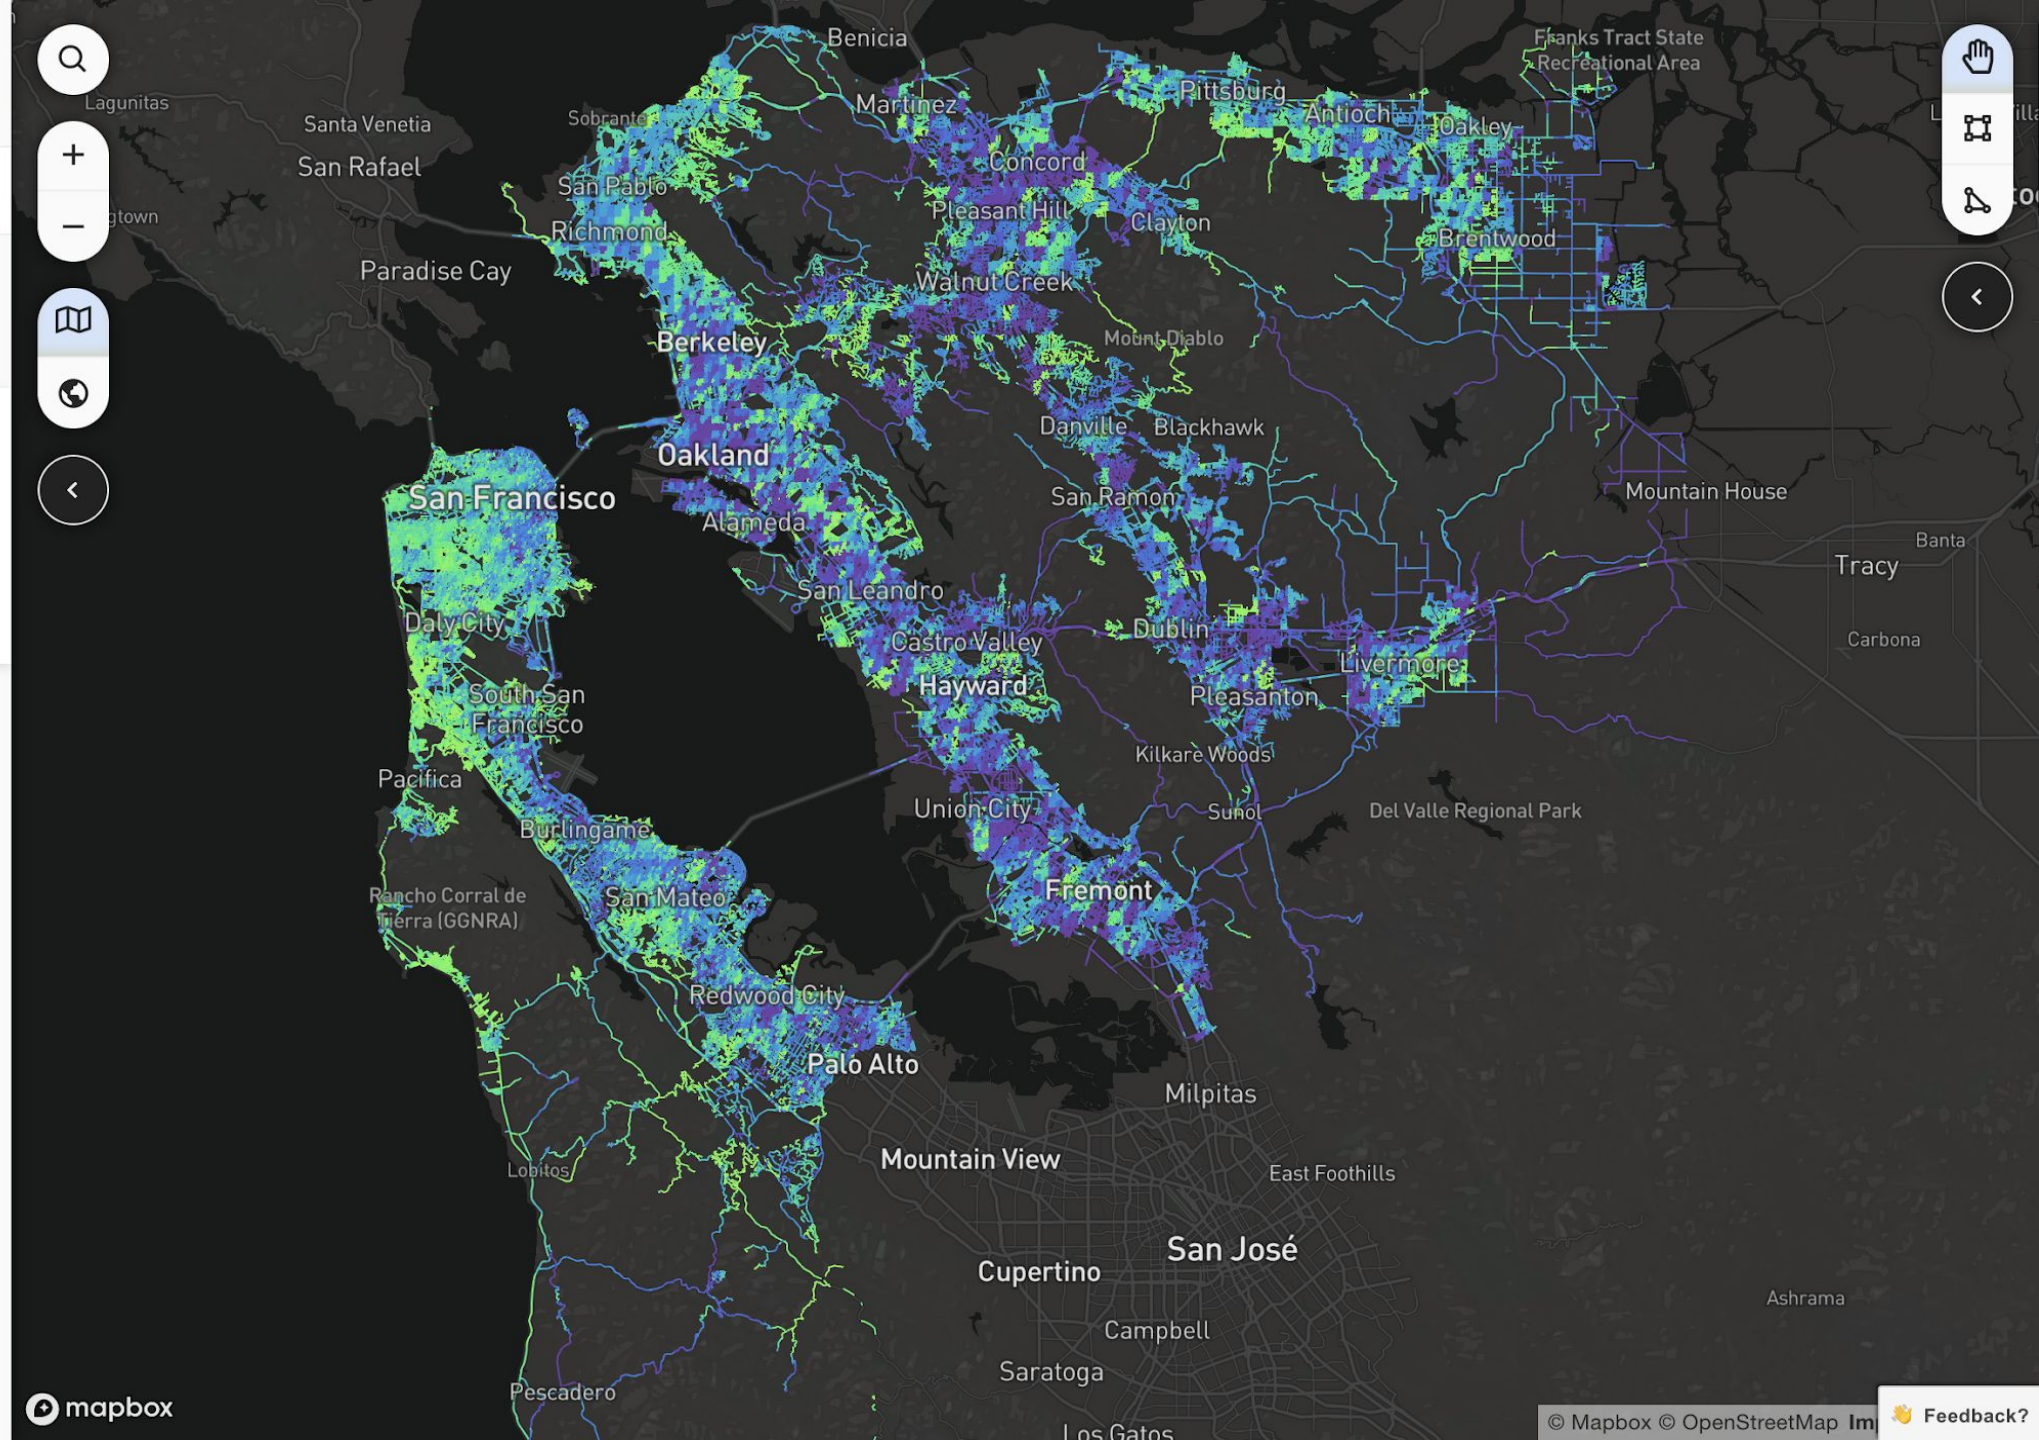 Benicia
Franks Tract State
Recreational Area
Lagunitas
Martinez
Pittsburg
Antioch
Sobrante
Santa Venetia
Oakley
San Rafael
Concord
San Pablo
gtown
Pleasant Hill
Clayton
Richmond
Brentwood
Paradise Cay
Walnut Creek
Berkeley
Mount Diablo
Danville
Blackhawk
Oakland
San Francisco
San Ramon
Mountain House
Alameda
Banta
Tracy
San Leandro
Daly City
Dublin
Castro Valley
Carbona
Livermore
Hayward
South San
Francisco
Pleasanton
Kilkare Woods
Pacifica
Union City
Sunol
Del Valle Regional Park
Burlingame
Fremont
San Mateo
Rancho Corral de
Tierra (GGNRA)
Redwood City
Palo Alto
Milpitas
Mountain View
Lobitos
East Foothills
San José
Cupertino
Ashrama
Campbell
Saratoga
Pescadero
mapbox
Los Gatos
© Mapbox © OpenStreetMap
Feedback?